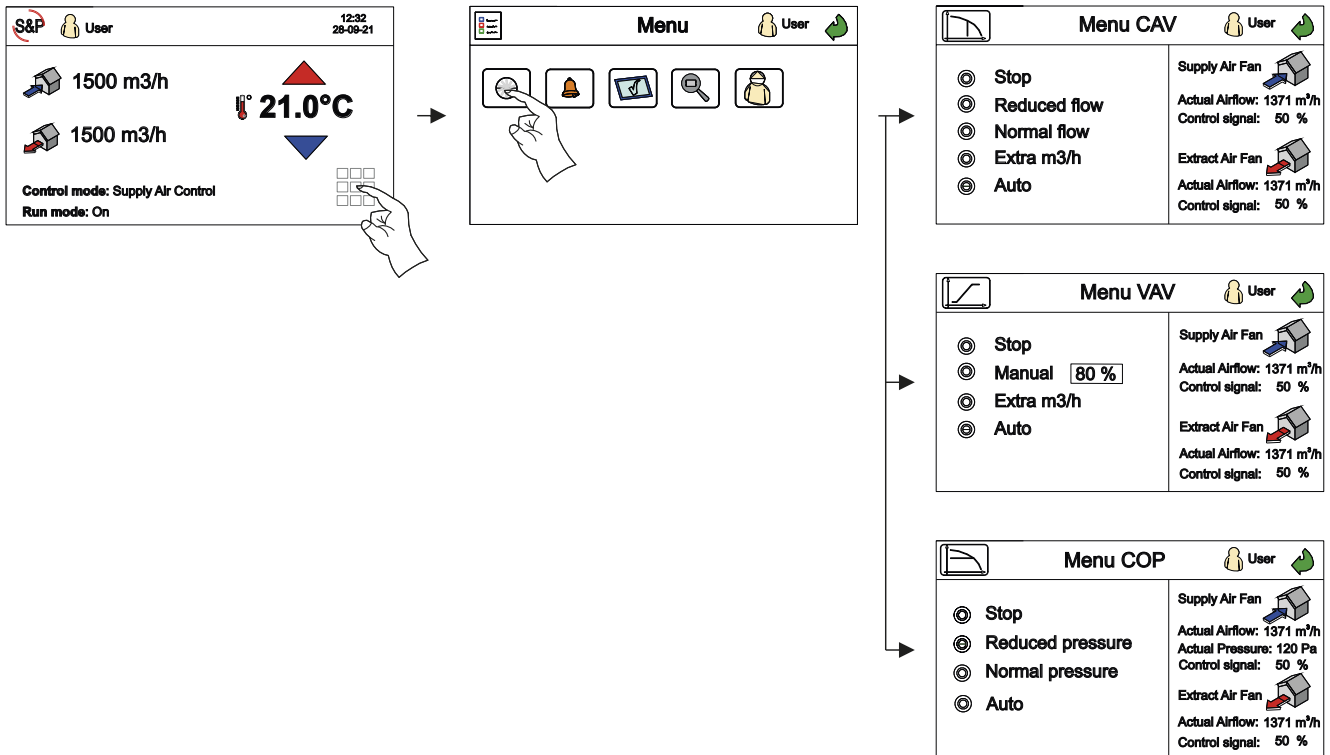 S&P User 12:32
28-09-21
1500 m3/h
21.0°C
1500 m3/h
Control mode: Supply Air Control
Run mode: On
Menu User
Menu CAV User
Stop
Reduced flow
Normal flow
Extra m3/h
Auto
Supply Air Fan
Actual Airflow: 1371 m³/h
Control signal: 50 %
Extract Air Fan
Actual Airflow: 1371 m³/h
Control signal: 50 %
Menu VAV User
Stop
Manual 80 %
Extra m3/h
Auto
Supply Air Fan
Actual Airflow: 1371 m³/h
Control signal: 50 %
Extract Air Fan
Actual Airflow: 1371 m³/h
Control signal: 50 %
Menu COP User
Stop
Reduced pressure
Normal pressure
Auto
Supply Air Fan
Actual Airflow: 1371 m³/h
Actual Pressure: 120 Pa
Control signal: 50 %
Extract Air Fan
Actual Airflow: 1371 m³/h
Control signal: 50 %